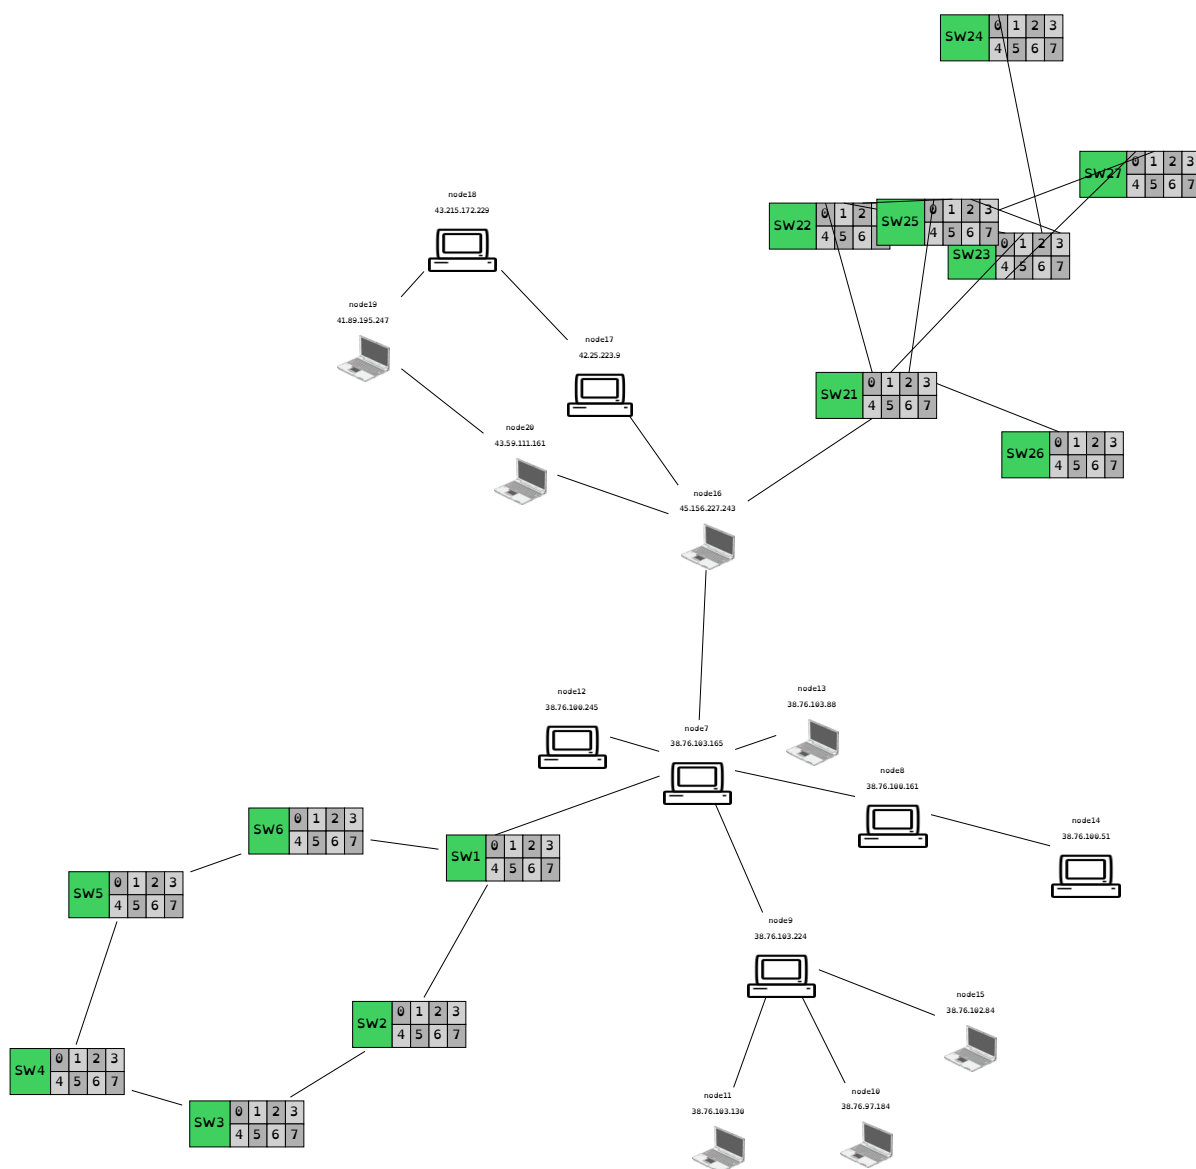 SW24 0 1 2 3
4 5 6 7
SW27 0 1 2 3
4 5 6 7
node18
43.215.172.229
SW22 0 1 2
4 5 6
SW25 0 1 2 3
4 5 6 7
SW23 0 1 2 3
4 5 6 7
node19
41.89.195.247
node17
42.25.223.9
SW21 0 1 2 3
4 5 6 7
node20
43.59.111.161
SW26 0 1 2 3
4 5 6 7
node16
45.156.227.243
node12
38.76.100.245
node13
38.76.103.88
node7
38.76.103.165
node8
38.76.100.161
SW6 0 1 2 3
4 5 6 7
node14
38.76.100.51
SW1 0 1 2 3
4 5 6 7
SW5 0 1 2 3
4 5 6 7
node9
38.76.103.224
node15
38.76.102.84
SW2 0 1 2 3
4 5 6 7
SW4 0 1 2 3
4 5 6 7
node11
38.76.103.130
node10
38.76.97.184
SW3 0 1 2 3
4 5 6 7